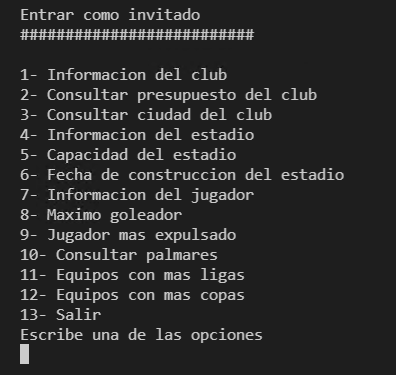 Entrar como invitado
##########################
1- Informacion del club
2- Consultar presupuesto del club
3- Consultar ciudad del club
4- Informacion del estadio
5- Capacidad del estadio
6- Fecha de construccion del estadio
7- Informacion del jugador
8- Maximo goleador
9- Jugador mas expulsado
10- Consultar palmares
11- Equipos con mas ligas
12- Equipos con mas copas
13- Salir
Escribe una de las opciones